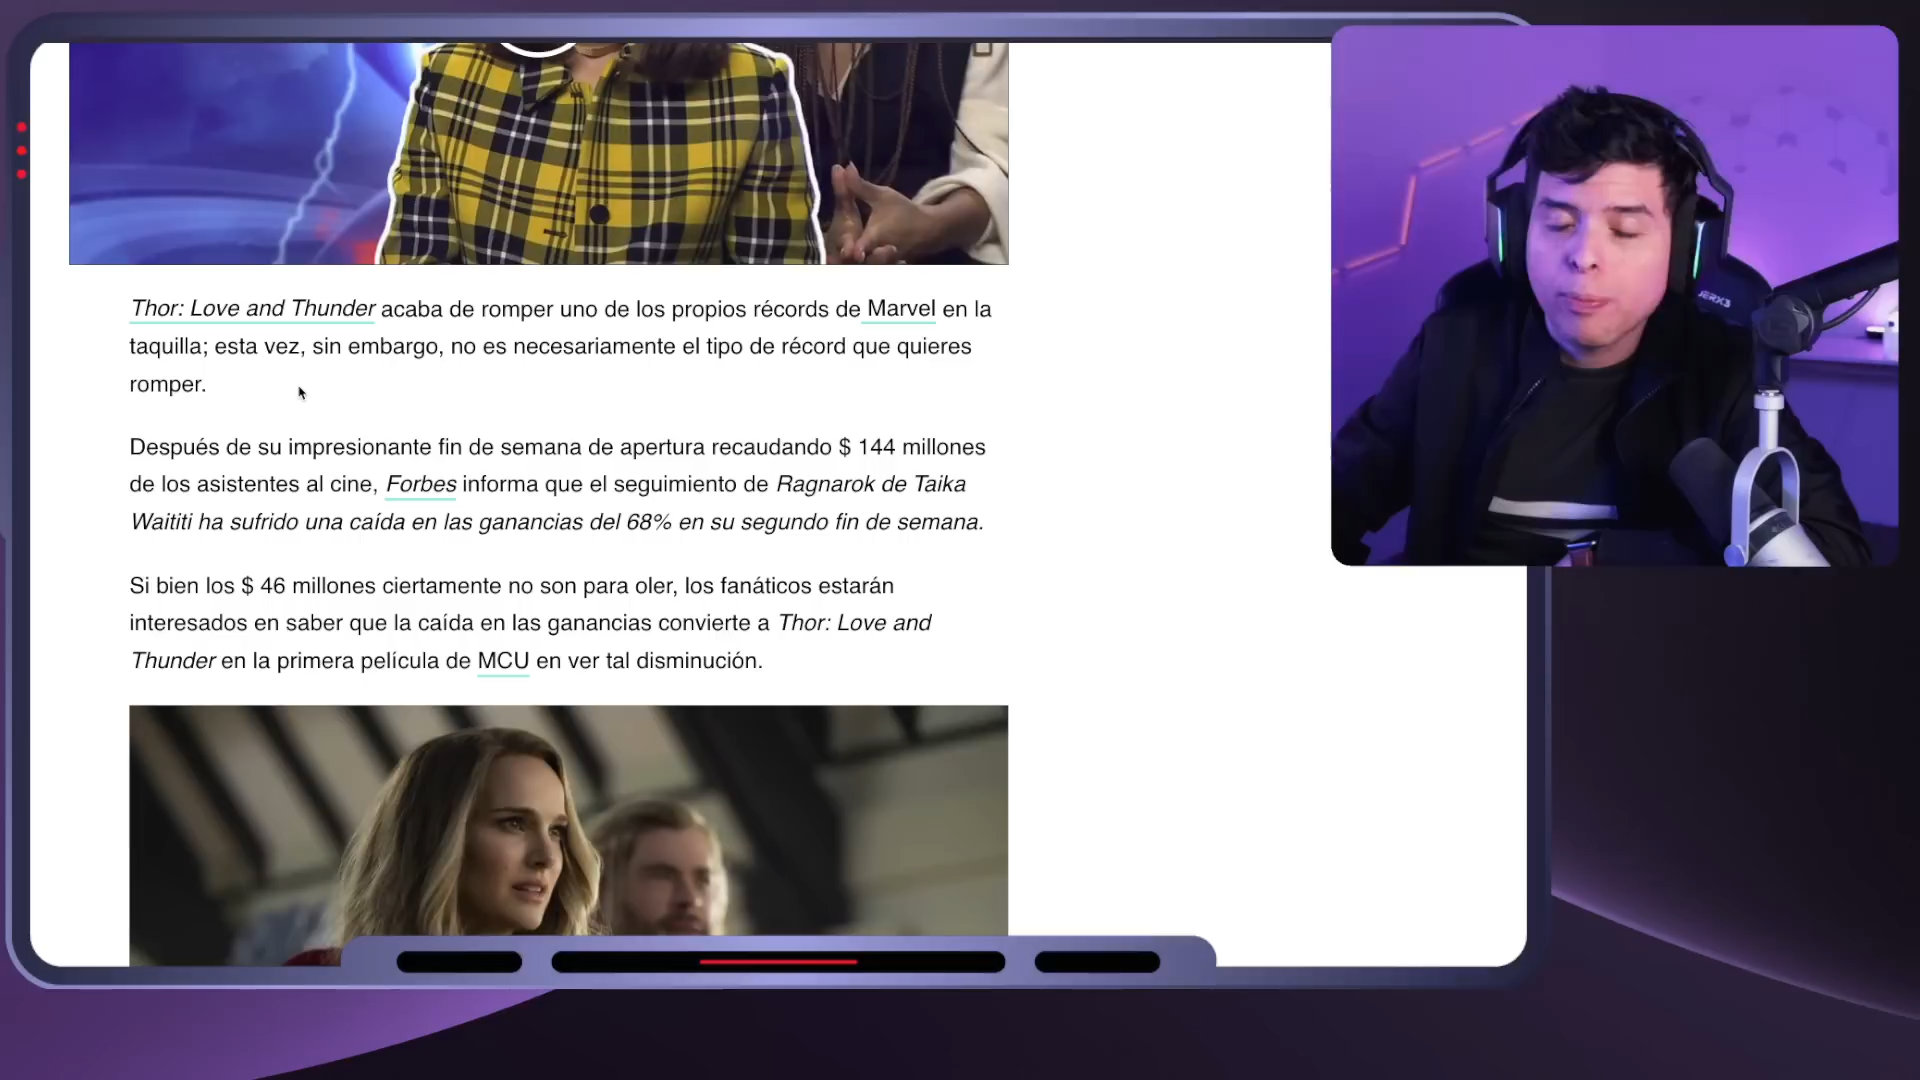 Thor: Love and Thunder acaba de romper uno de los propios récords de Marvel en la
taquilla; esta vez, sin embargo, no es necesariamente el tipo de récord que quieres
romper.
Después de su impresionante fin de semana de apertura recaudando $ 144 millones
de los asistentes al cine, Forbes informa que el seguimiento de Ragnarok de Taika
Waititi ha sufrido una caída en las ganancias del 68% en su segundo fin de semana.
Si bien los $ 46 millones ciertamente no son para oler, los fanáticos estarán
interesados en saber que la caída en las ganancias convierte a Thor: Love and
Thunder en la primera película de MCU en ver tal disminución.